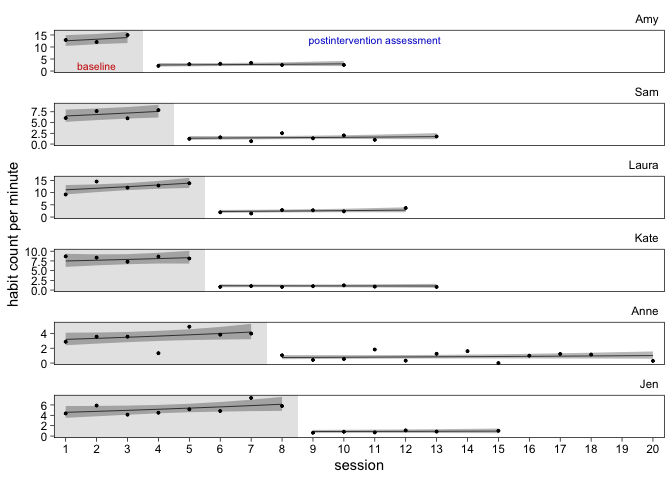 Amy
15
10
5
0
postintervention assessment
baseline
Sam
7.5
5.0
2.5
0.0
Laura
15
10
5
0
habit count per minute
Kate
10.0
7.5
5.0
2.5
0.0
Anne
4
2
0
Jen
6
4
2
0
1 2 3 4 5 6 7 8 9 10 11 12 13 14 15 16 17 18 19 20
session